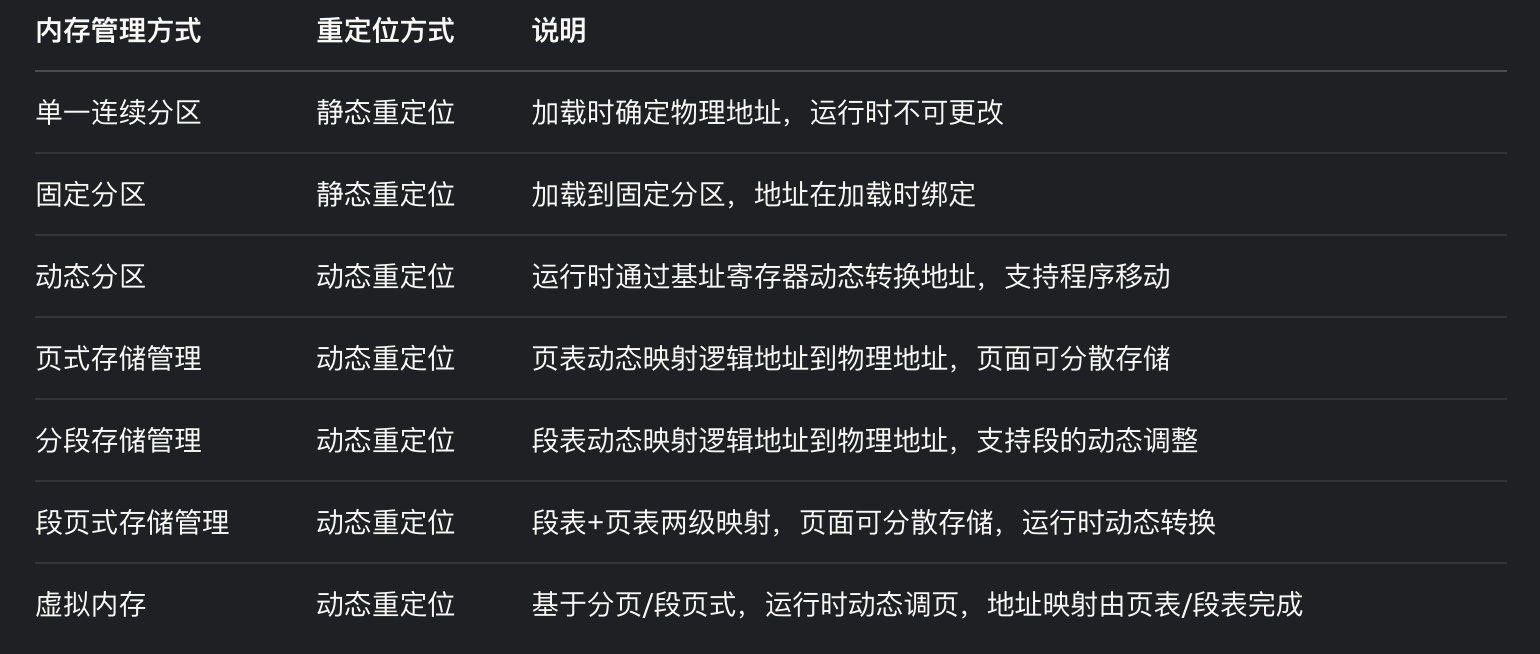 内存管理方式 重定位方式 说明
单一连续分区 静态重定位 加载时确定物理地址，运行时不可更改
固定分区 静态重定位 加载到固定分区，地址在加载时绑定
动态分区 动态重定位 运行时通过基址寄存器动态转换地址，支持程序移动
页式存储管理 动态重定位 页表动态映射逻辑地址到物理地址，页面可分散存储
分段存储管理 动态重定位 段表动态映射逻辑地址到物理地址，支持段的动态调整
段页式存储管理 动态重定位 段表+页表两级映射，页面可分散存储，运行时动态转换
虚拟内存 动态重定位 基于分页/段页式，运行时动态调页，地址映射由页表/段表完成